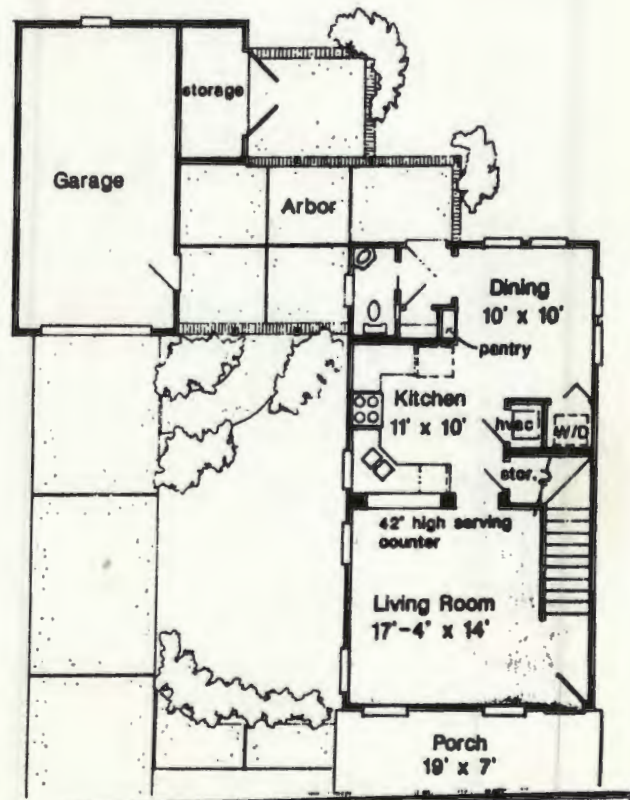 storage
Garage
Arbor
Dining
10' x 10'
pantry
Kitchen
11' x 10'
hvac
W/D
stor.
42" high serving
counter
Living Room
17'-4" x 14'
Porch
19' x 7'